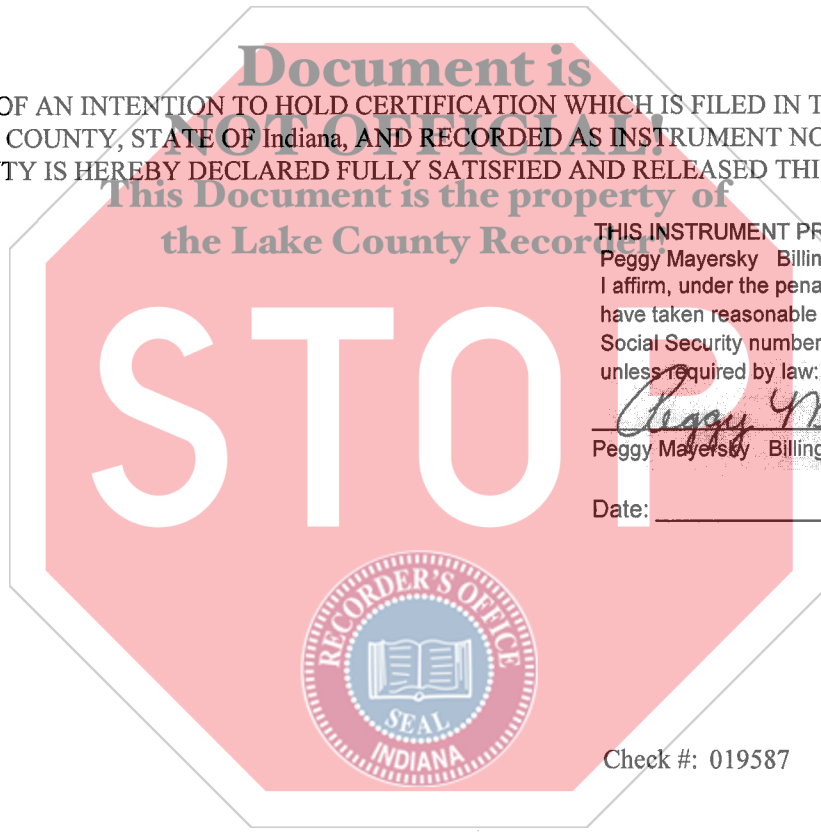 Document is
OF AN INTENTION TO HOLD CERTIFICATION WHICH IS FILED IN T
COUNTY, STATE OF Indiana, AND RECORDED AS INSTRUMENT NO
NOT OFFICIAL!
TY IS HEREBY DECLARED FULLY SATISFIED AND RELEASED THI
This Document is the property of
the Lake County Recorder!
THIS INSTRUMENT PR
Peggy Mayersky Billin
I affirm, under the pena
have taken reasonable
Social Security number
unless required by law:
STOP
Peggy M
Peggy Mayersky Billing
Date:
RECORDER'S OFFICE
SEAL
INDIANA
Check #: 019587